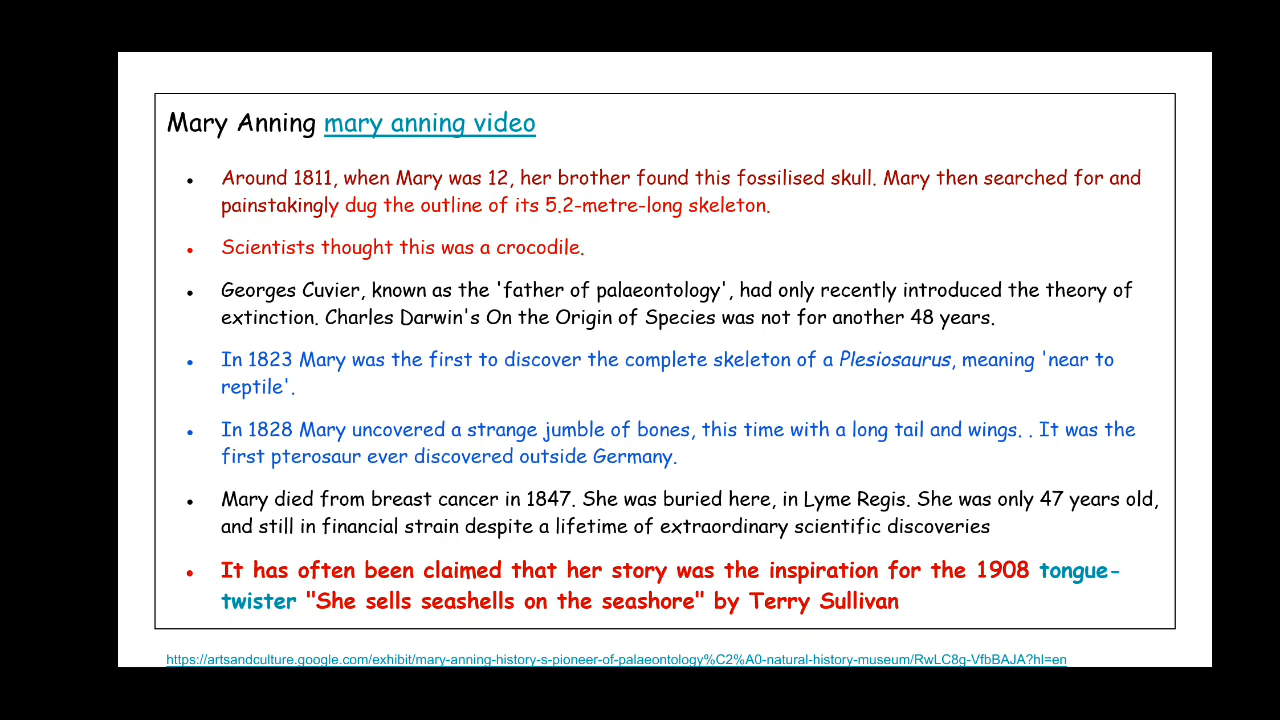 Mary Anning mary anning video
• Around 1811, when Mary was 12, her brother found this fossilised skull. Mary then searched for and
painstakingly dug the outline of its 5.2-metre-long skeleton.
• Scientists thought this was a crocodile.
• Georges Cuvier, known as the 'father of palaeontology', had only recently introduced the theory of
extinction. Charles Darwin's On the Origin of Species was not for another 48 years.
• In 1823 Mary was the first to discover the complete skeleton of a Plesiosaurus, meaning 'near to
reptile'.
• In 1828 Mary uncovered a strange jumble of bones, this time with a long tail and wings. . It was the
first pterosaur ever discovered outside Germany.
• Mary died from breast cancer in 1847. She was buried here, in Lyme Regis. She was only 47 years old,
and still in financial strain despite a lifetime of extraordinary scientific discoveries
• It has often been claimed that her story was the inspiration for the 1908 tongue-
twister "She sells seashells on the seashore" by Terry Sullivan
https://artsandculture.google.com/exhibit/mary-anning-history-s-pioneer-of-palaeontology%C2%A0-natural-history-museum/RwLC8g-VfbBAJA?hl=en